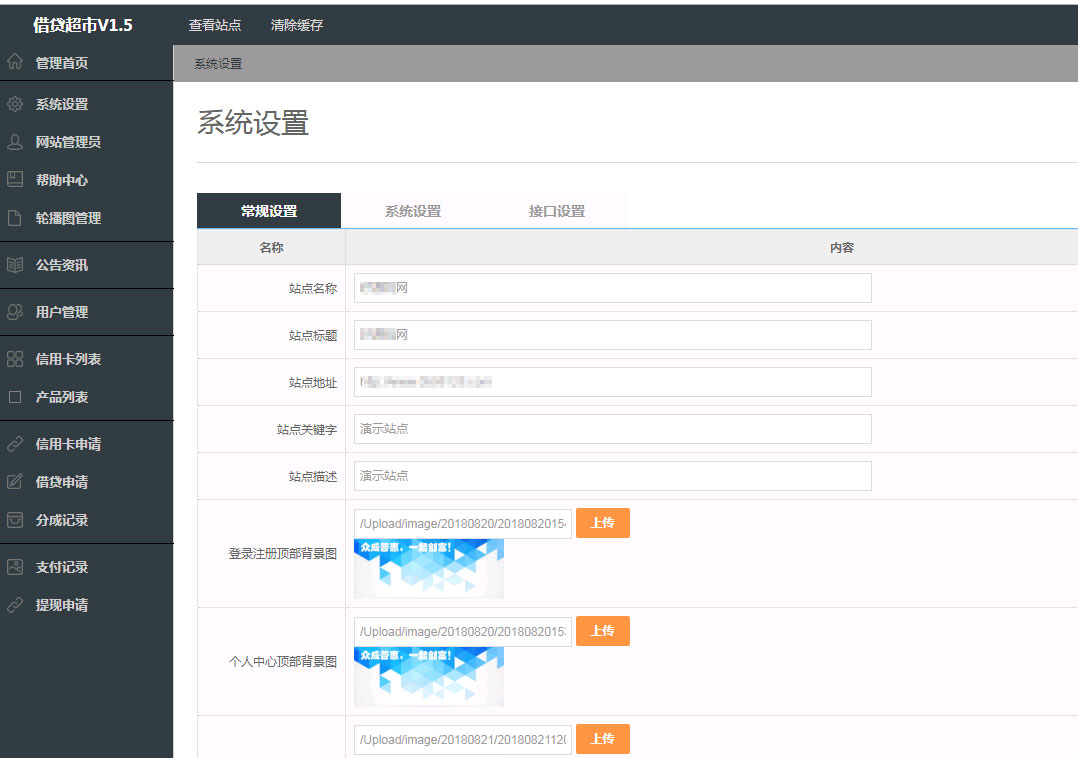 借贷超市V1.5
查看站点 清除缓存
管理首页
系统设置
网站管理员
帮助中心
轮播图管理
公告资讯
用户管理
信用卡列表
产品列表
信用卡申请
借贷申请
分成记录
支付记录
提现申请
系统设置
系统设置
常规设置 系统设置 接口设置
名称 内容
站点名称 网
站点标题 网
站点地址
站点关键字 演示站点
站点描述 演示站点
登录注册顶部背景图 /Upload/image/20180820/2018082015 上传
众成普惠,一起创富!
个人中心顶部背景图 /Upload/image/20180820/2018082015 上传
众成普惠,一起创富!
/Upload/image/20180821/2018082112 上传